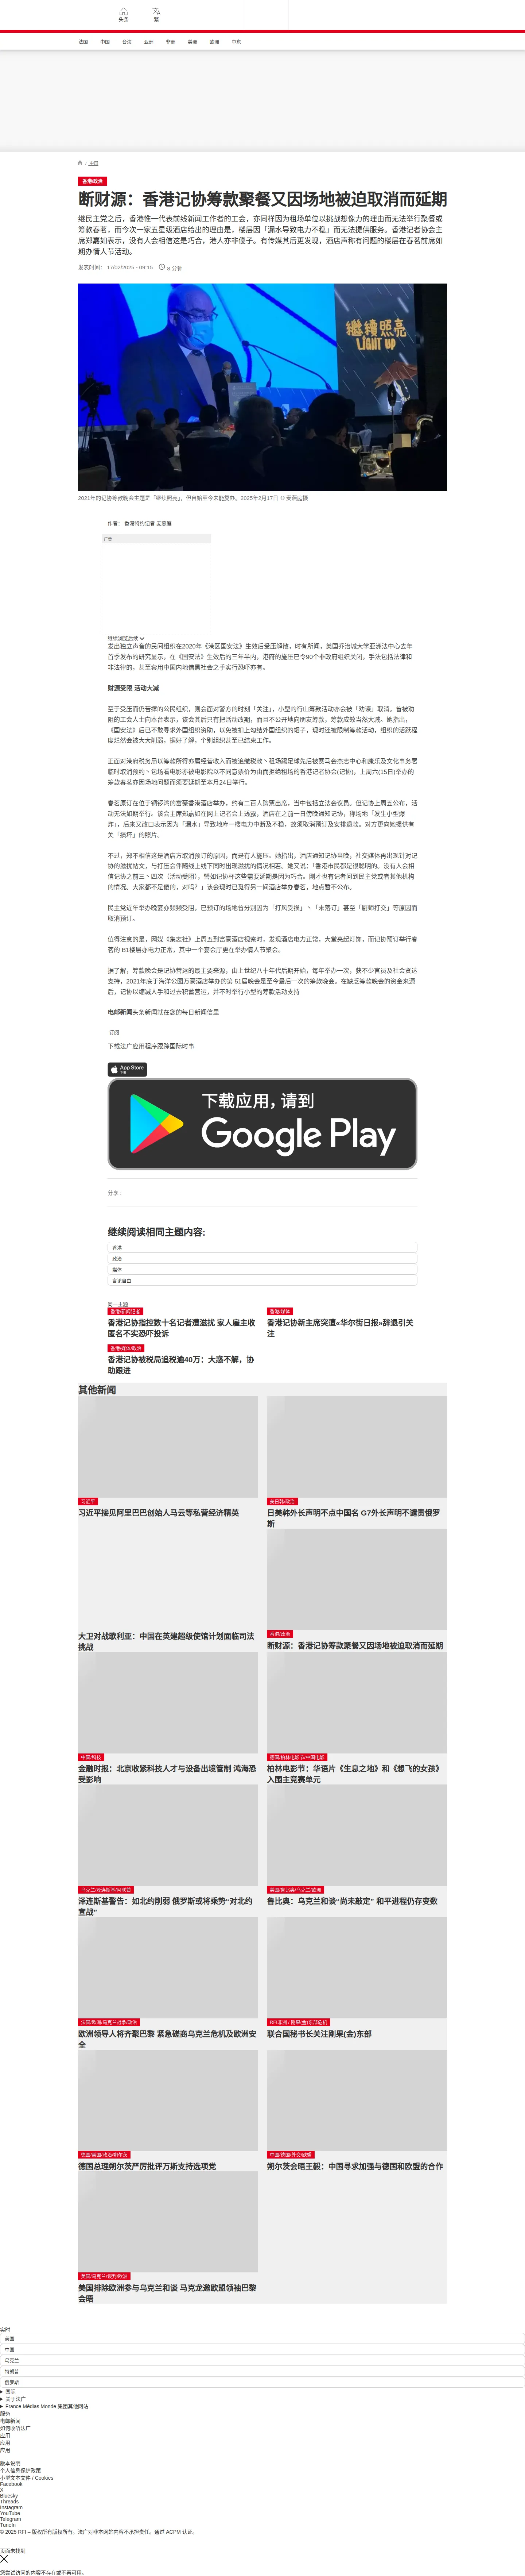 头条
繁
法国
中国
台海
亚洲
非洲
美洲
欧洲
中东
中国
香港/政治
断财源：香港记协筹款聚餐又因场地被迫取消而延期
继民主党之后，香港惟一代表前线新闻工作者的工会，亦同样因为租场单位以挑战想像力的理由而无法举行聚餐或
筹款春茗，而今次一家五星级酒店给出的理由是，楼层因「漏水导致电力不稳」而无法提供服务。香港记者协会主
席郑嘉如表示，没有人会相信这是巧合，港人亦非傻子。有传媒其后更发现，酒店声称有问题的楼层在春茗前席如
期办情人节活动。
发表时间： 17/02/2025 - 09:15
8 分钟
繼續照亮
LIGHT UP
2021年的记协筹款晚会主题是「继续照亮」，但自始至今未能复办。2025年2月17日 © 麦燕庭摄
作者： 香港特约记者 麦燕庭
广告
继续浏览后续
发出独立声音的民间组织在2020年《港区国安法》生效后受压解散，时有所闻。美国乔治城大学亚洲法中心去年
首季发布的研究显示，在《国安法》生效后的三年半内，港府的施压已令90个非政府组织关闭，手法包括法律和
非法律的，甚至套用中国内地借黑社会之手实行恐吓亦有。
财源受限 活动大减
至于受压而仍苦撑的公民组织，则会面对警方的时刻「关注」，小型的行山筹款活动亦会被「劝谏」取消。曾被劝
阻的工会人士向本台表示，该会其后只有把活动改期，而且不公开地向朋友筹款，筹款成效当然大减。她指出，
《国安法》后已不敢寻求外国组织资助，以免被扣上勾结外国组织的帽子，现时还被限制筹款活动，组织的活跃程
度烂然会被大大削弱，据好了解，个别组织甚至已结束工作。
正面对港府税务局以筹款所得亦属经营收入而被追缴税款丶租场踢足球先后被赛马会杰志中心和康乐及文化事务署
临时取消预约丶包场看电影亦被电影院以不同意票价为由而拒绝租场的香港记者协会(记协)，上周六(15日)举办的
筹款春茗亦因场地问题而须要延期至本月24日举行。
春茗原订在位于铜锣湾的富豪香港酒店举办，约有二百人购票出席，当中包括立法会议员。但记协上周五公布，活
动无法如期举行。该会主席郑嘉如在网上记者会上透露，酒店在之前一日傍晚通知记协，称场地「发生小型爆
炸」，后来又改口表示因为「漏水」导致地库一楼电力中断及不稳，故须取消预订及安排退款。对方更向她提供有
关「损坏」的照片。
不过，郑不相信这是酒店方取消预订的原因，而是有人施压。她指出，酒店通知记协当晚，社交媒体再出现针对记
协的滋扰帖文，与打压会伴随线上线下同时出现滋扰的情况相若。她又说：「香港市民都是很聪明的。没有人会相
信记协之前三丶四次（活动受阻），譬如记协杯这些需要延期是因为巧合。刚才也有记者问到民主党或者其他机构
的情况。大家都不是傻的，对吗？」该会现时已觅得另一间酒店举办春茗，地点暂不公布。
民主党近年举办晚宴亦频频受阻，已预订的场地曾分别因为「打风受损」丶「未落订」甚至「厨师打交」等原因而
取消预订。
值得注意的是，网媒《集志社》上周五到富豪酒店视察时，发现酒店电力正常，大堂亮起灯饰，而记协预订举行春
茗的 B1楼层亦电力正常，其中一个宴会厅更在举办情人节聚会。
据了解，筹款晚会是记协营运的最主要来源，由上世纪八十年代后期开始，每年举办一次，获不少官员及社会贤达
支持，2021年底于海洋公园万豪酒店举办的第 51届晚会是至今最后一次的筹款晚会。在缺乏筹款晚会的资金来源
后，记协以缩减人手和过去积蓄营运，并不时举行小型的筹款活动支持
电邮新闻头条新闻就在您的每日新闻信里
订阅
下载法广应用程序跟踪国际时事
App Store
下载
下载应用，请到
Google Play
分享 :
继续阅读相同主题内容:
香港
政治
媒体
言论自由
同一主题
香港/新闻记者
香港记协指控数十名记者遭滋扰 家人雇主收
匿名不实恐吓投诉
香港/媒体
香港记协新主席突遭«华尔街日报»辞退引关
注
香港/媒体/政治
香港记协被税局追税逾40万：大惑不解，协
助跟进
其他新闻
习近平
习近平接见阿里巴巴创始人马云等私营经济精英
美日韩/政治
日美韩外长声明不点中国名 G7外长声明不谴责俄罗
斯
大卫对战歌利亚：中国在英建超级使馆计划面临司法
挑战
香港/政治
断财源：香港记协筹款聚餐又因场地被迫取消而延期
中国/科技
金融时报：北京收紧科技人才与设备出境管制 鸿海恐
受影响
德国/柏林电影节/中国电影
柏林电影节：华语片《生息之地》和《想飞的女孩》
入围主竞赛单元
乌克兰/泽连斯基/阿联酋
泽连斯基警告：如北约削弱 俄罗斯或将乘势“对北约
宣战”
美国/鲁比奥/乌克兰/欧洲
鲁比奥：乌克兰和谈“尚未敲定” 和平进程仍存变数
法国/欧洲/乌克兰战争/政治
欧洲领导人将齐聚巴黎 紧急磋商乌克兰危机及欧洲安
全
RFI非洲 / 刚果(金)东部危机
联合国秘书长关注刚果(金)东部
德国/美国/政治/朔尔茨
德国总理朔尔茨严厉批评万斯支持选项党
中国/德国/外交/欧盟
朔尔茨会晤王毅：中国寻求加强与德国和欧盟的合作
美国/乌克兰/谈判/欧洲
美国排除欧洲参与乌克兰和谈 马克龙邀欧盟领袖巴黎
会晤
实时
美国
中国
乌克兰
特朗普
俄罗斯
国际
关于法广
France Médias Monde 集团其他网站
服务
电邮新闻
如何收听法广
应用
应用
应用
版本说明
个人信息保护政策
小型文本文件 / Cookies
Facebook
X
Bluesky
Threads
Instagram
YouTube
Telegram
TuneIn
© 2025 RFI – 版权所有版权所有。法广对非本网站内容不承担责任。通过 ACPM 认证。
页面未找到
您尝试访问的内容不存在或不再可用。